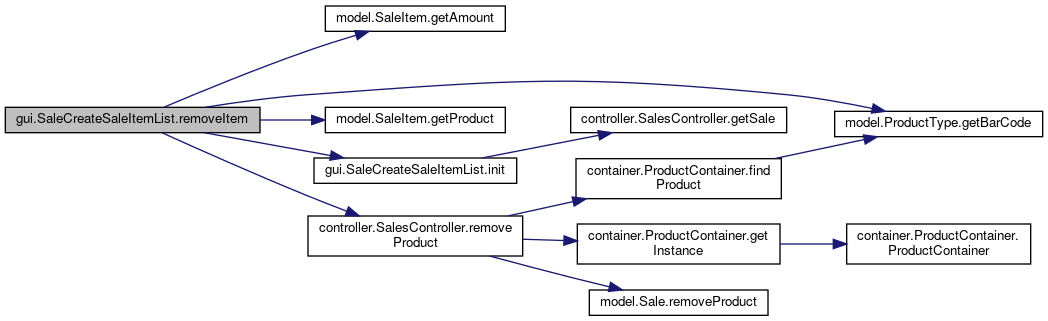 model.SaleItem.getAmount
gui.SaleCreateSaleItemList.removeItem
model.SaleItem.getProduct
controller.SalesController.getSale
model.ProductType.getBarCode
gui.SaleCreateSaleItemList.init
container.ProductContainer.find
Product
controller.SalesController.remove
Product
container.ProductContainer.get
Instance
container.ProductContainer.
ProductContainer
model.Sale.removeProduct